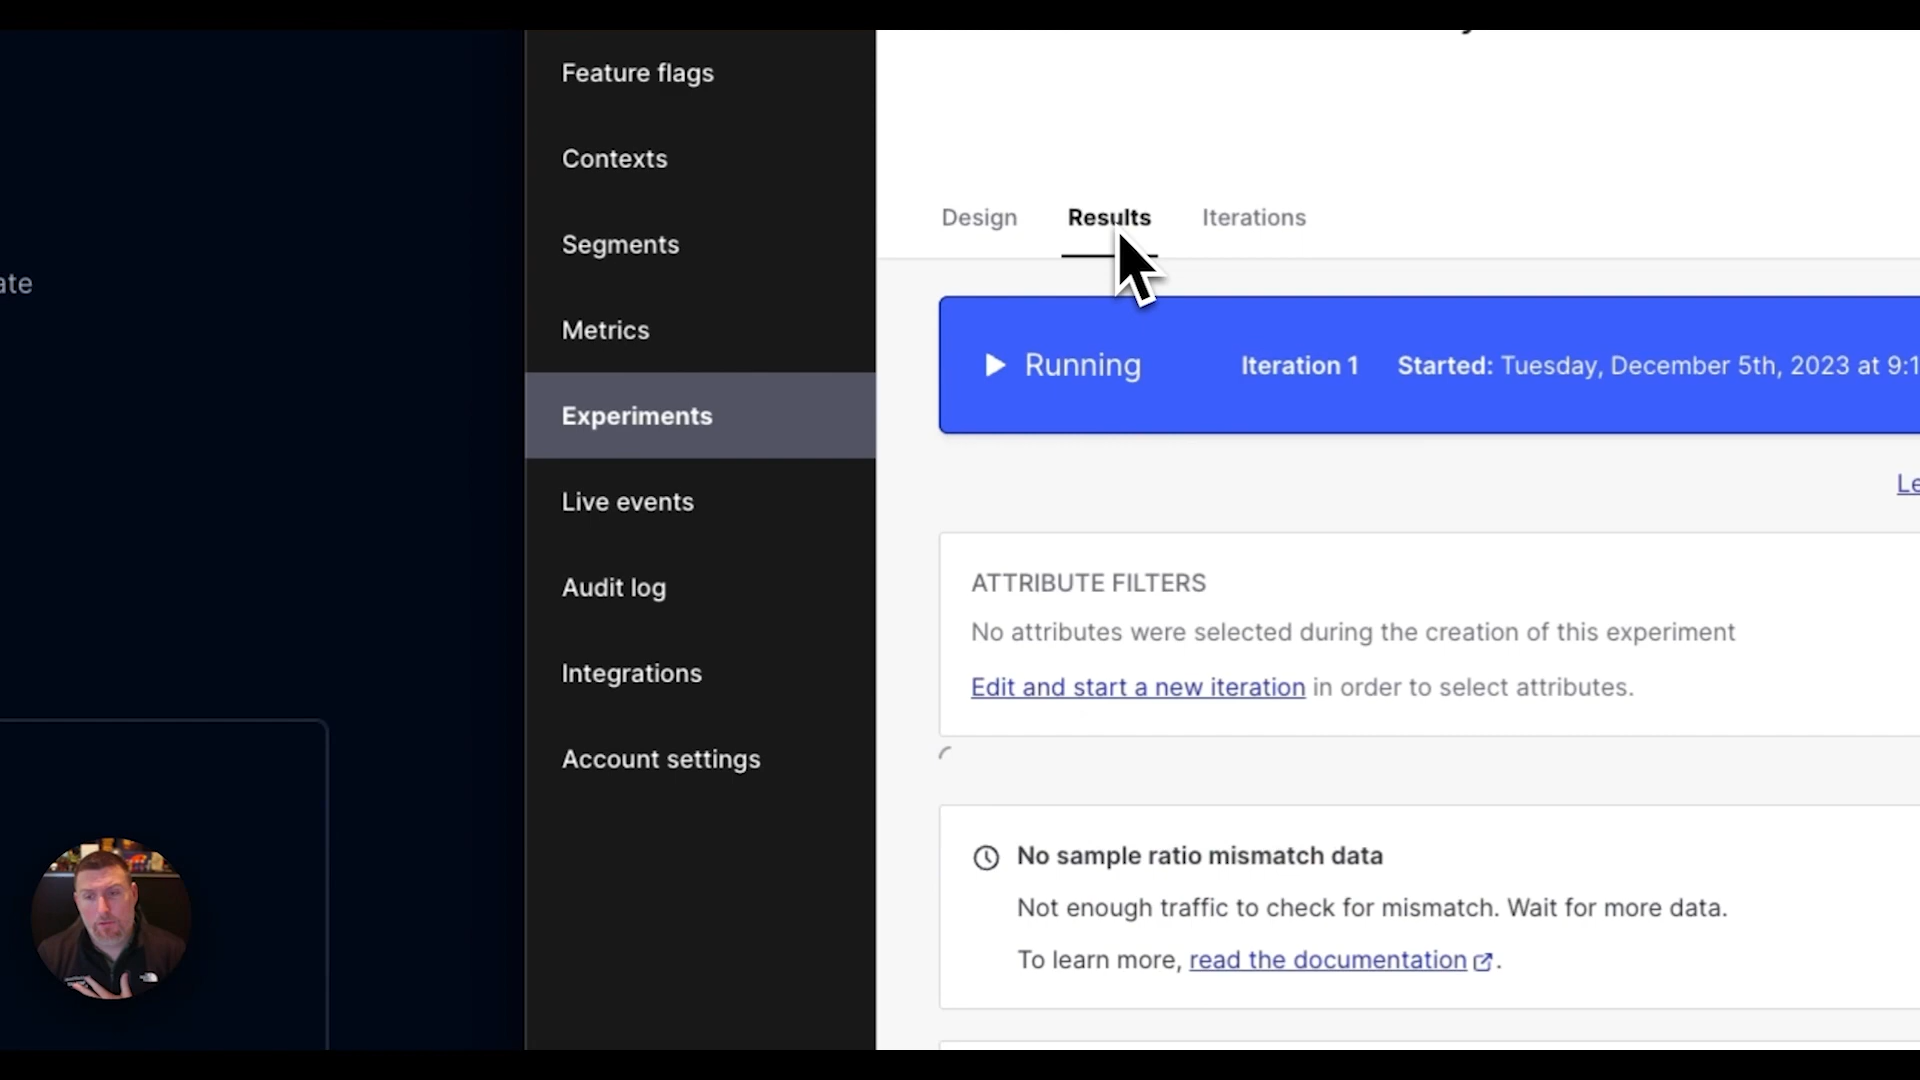 ate
Feature flags
Contexts
Segments
Metrics
Experiments
Live events
Audit log
Integrations
Account settings
Design
Results
Iterations
Running
Iteration 1
Started: Tuesday, December 5th, 2023 at 9:1
Le
ATTRIBUTE FILTERS
No attributes were selected during the creation of this experiment
Edit and start a new iteration in order to select attributes.
No sample ratio mismatch data
Not enough traffic to check for mismatch. Wait for more data.
To learn more, read the documentation.